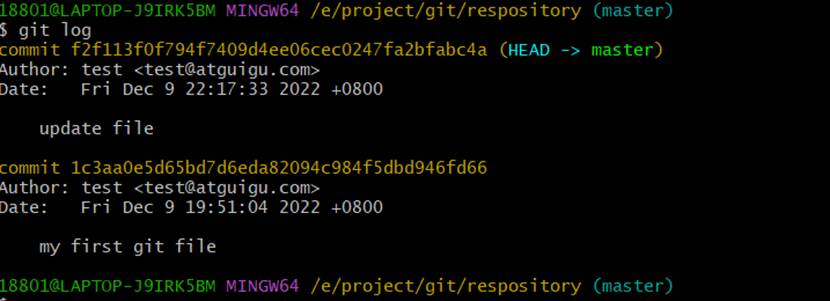 18801@LAPTOP-J9IRK5BM MINGW64 /e/project/git/respository (master)
$ git log
commit f2f113f0f794f7409d4ee06cec0247fa2bfabc4a (HEAD -> master)
Author: test <test@atguigu.com>
Date:   Fri Dec 9 22:17:33 2022 +0800
    update file
commit 1c3aa0e5d65bd7d6eda82094c984f5dbd946fd66
Author: test <test@atguigu.com>
Date:   Fri Dec 9 19:51:04 2022 +0800
    my first git file
18801@LAPTOP-J9IRK5BM MINGW64 /e/project/git/respository (master)